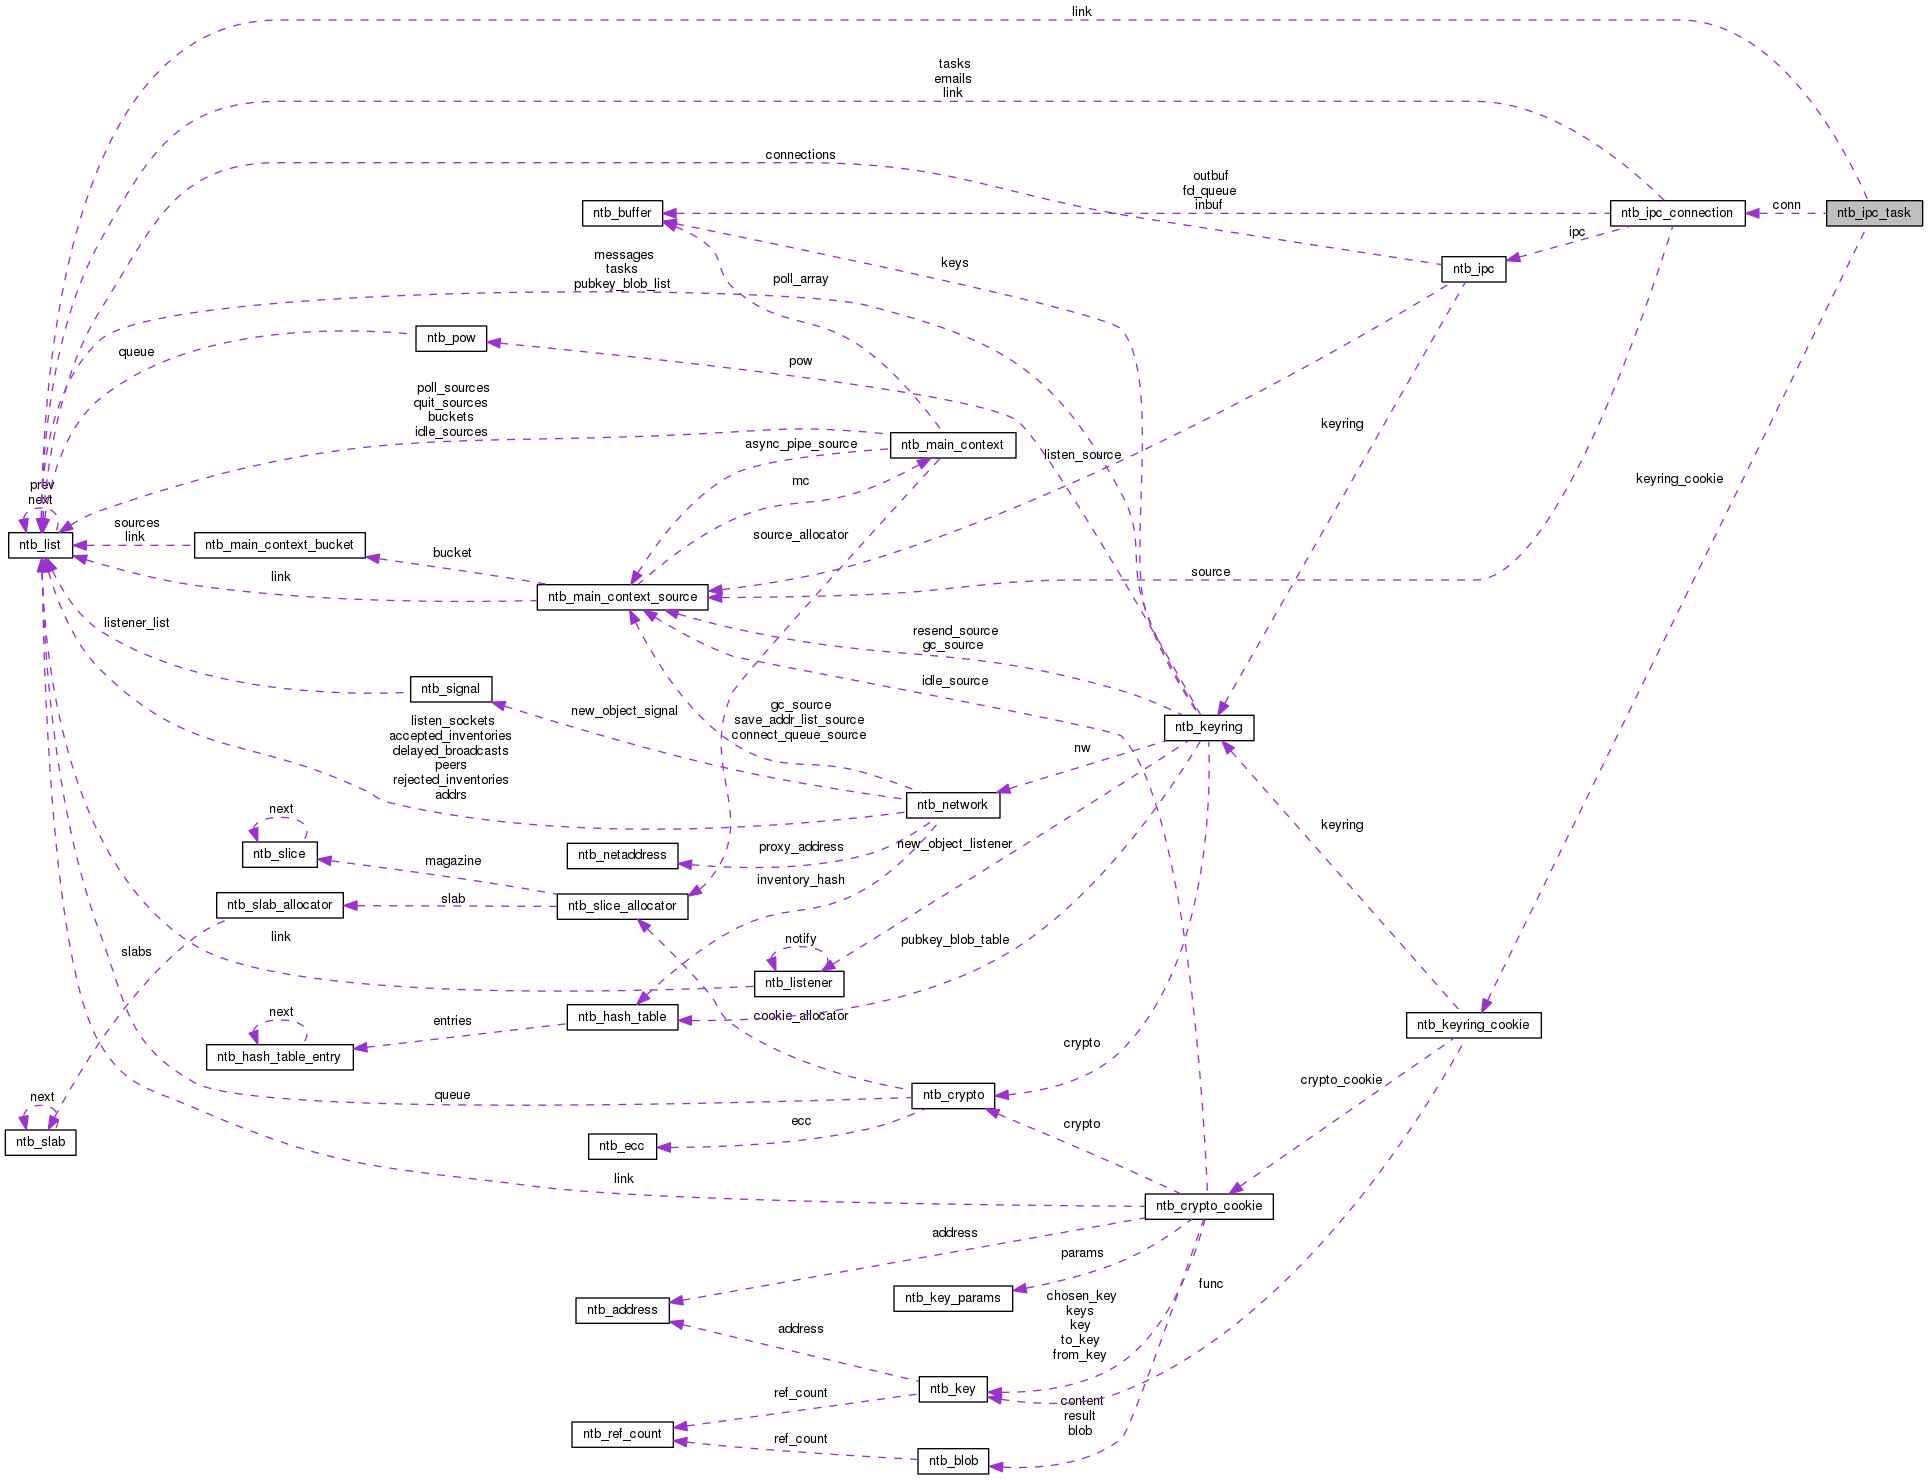 link
tasks
emails
link
connections
outbuf
fd_queue
inbuf
ntb_buffer
ntb_ipc_connection
conn
ntb_ipc_task
ipc
messages
tasks
pubkey_blob_list
poll_array
keys
ntb_ipc
ntb_pow
queue
pow
poll_sources
quit_sources
buckets
idle_sources
async_pipe_source
ntb_main_context
listen_source
keyring
mc
keyring_cookie
prev
next
sources
link
ntb_list
ntb_main_context_bucket
source_allocator
bucket
link
source
ntb_main_context_source
listener_list
resend_source
gc_source
idle_source
ntb_signal
new_object_signal
gc_source
save_addr_list_source
connect_queue_source
listen_sockets
accepted_inventories
delayed_broadcasts
peers
rejected_inventories
addrs
ntb_keyring
nw
ntb_network
next
keyring
ntb_slice
magazine
ntb_netaddress
proxy_address
new_object_listener
inventory_hash
ntb_slab_allocator
slab
ntb_slice_allocator
slabs
link
notify
pubkey_blob_table
ntb_listener
next
entries
ntb_hash_table
cookie_allocator
ntb_keyring_cookie
ntb_hash_table_entry
crypto
crypto_cookie
queue
ntb_crypto
next
ntb_slab
ntb_ecc
ecc
crypto
link
ntb_crypto_cookie
address
params
func
ntb_address
ntb_key_params
chosen_key
keys
key
to_key
from_key
address
ntb_key
ref_count
content
result
blob
ntb_ref_count
ref_count
ntb_blob